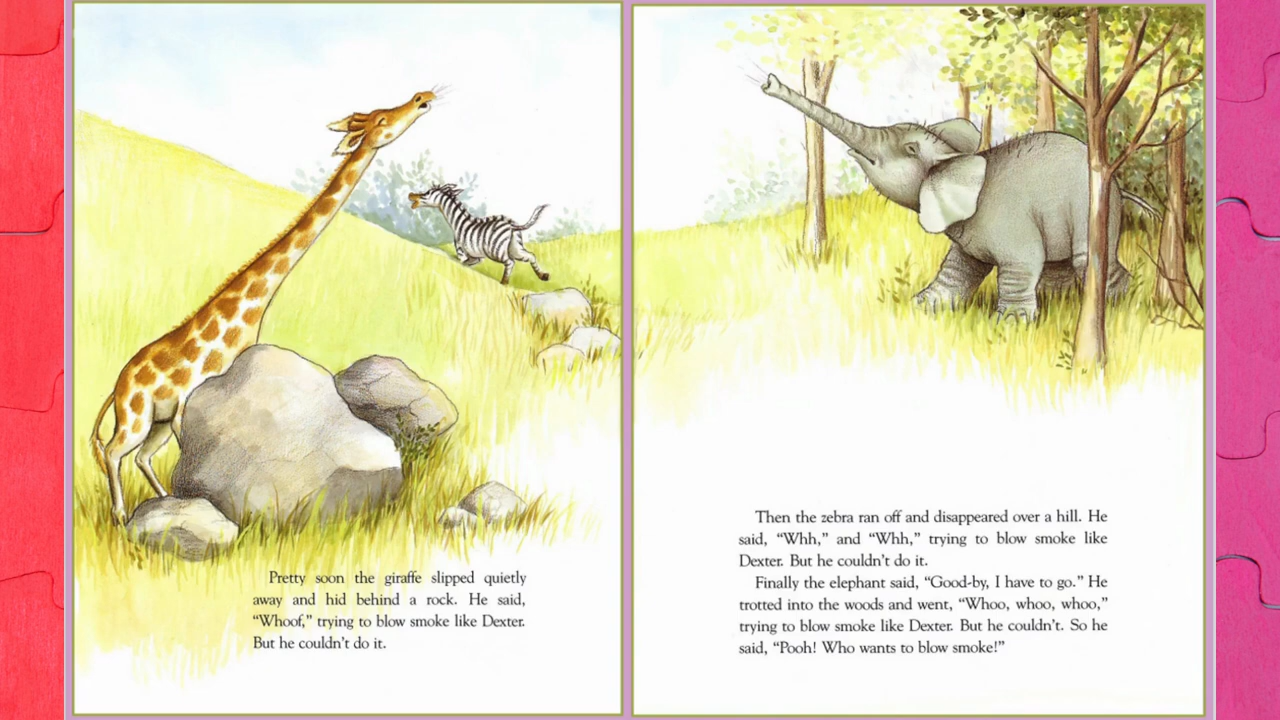 Pretty soon the giraffe slipped quietly
away and hid behind a rock. He said,
“Whoof,” trying to blow smoke like Dexter.
But he couldn’t do it.
Then the zebra ran off and disappeared over a hill. He
said, “Whh,” and “Whh,” trying to blow smoke like
Dexter. But he couldn’t do it.
Finally the elephant said, “Good-by, I have to go.” He
trotted into the woods and went, “Whoo, whoo, whoo,”
trying to blow smoke like Dexter. But he couldn’t. So he
said, “Pooh! Who wants to blow smoke!”